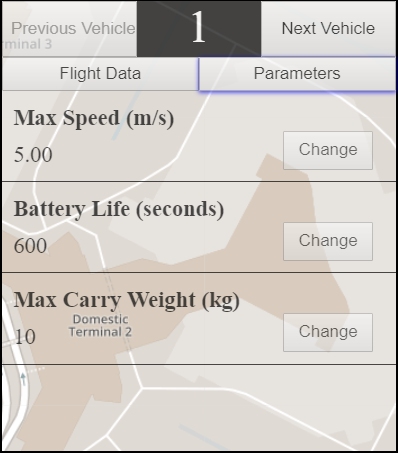 Previous Vehicle
1
Next Vehicle
rminal 3
Flight Data
Parameters
Max Speed (m/s)
5.00
Change
Battery Life (seconds)
600
Change
Max Carry Weight (kg)
10
Domestic
Terminal 2
Change